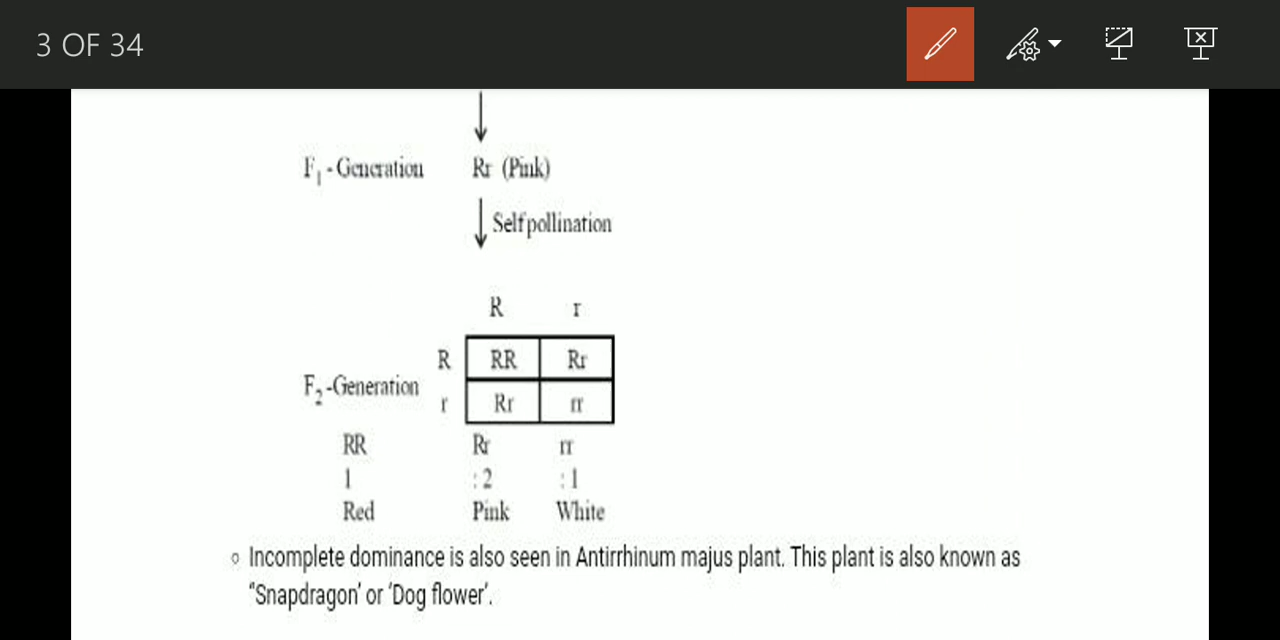 3 OF 34
F₁ - Generation Rr (Pink)
Self pollination
R r
R RR Rr
F₂ -Generation
r Rr rr
RR Rr rr
1 : 2 : 1
Red Pink White
o Incomplete dominance is also seen in Antirrhinum majus plant. This plant is also known as
“Snapdragon’ or ‘Dog flower’.